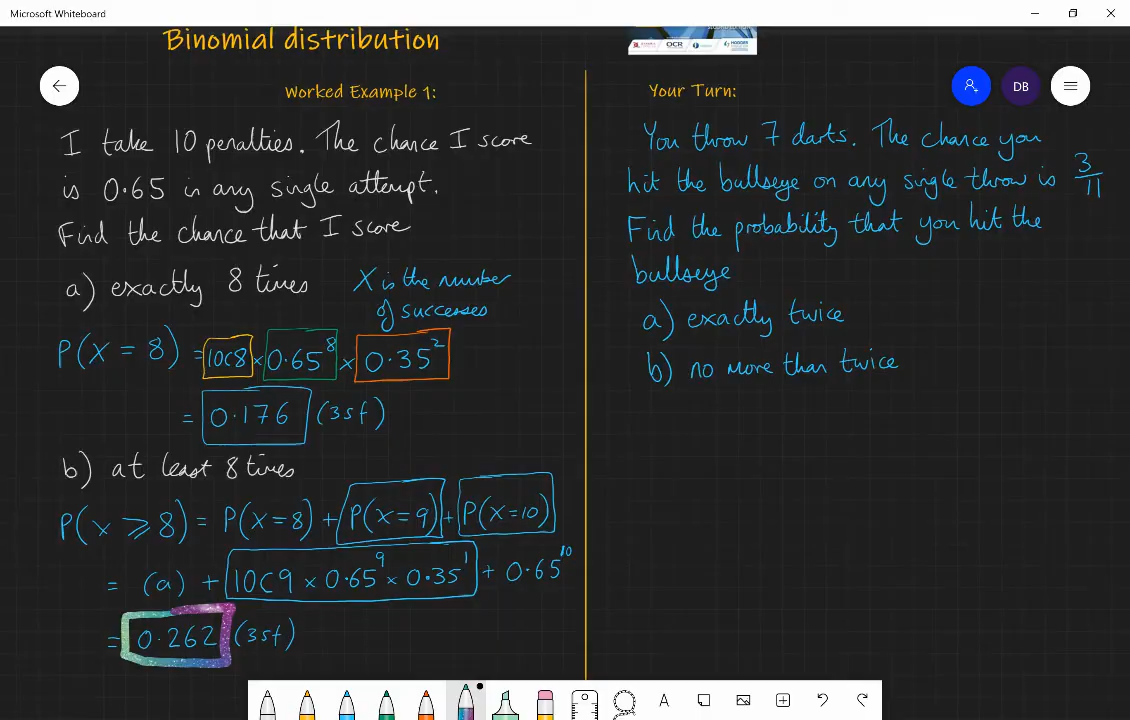 Microsoft Whiteboard
Binomial distribution
OCR
HODDER
Worked Example 1:
I take 10 penalties. The chance I score
is 0.65 in any single attempt.
Find the chance that I score
a) exactly 8 times
X is the number
of successes
P(X = 8) = 10C8 × 0.65^8 × 0.35^2
= 0.176 (3sf)
b) at least 8 times
P(X ≥ 8) = P(X = 8) + P(X = 9) + P(X = 10)
= (a) + 10C9 × 0.65^9 × 0.35^1 + 0.65^10
= 0.262 (3sf)
Your Turn:
DB
You throw 7 darts. The chance you
hit the bullseye on any single throw is 3/11
Find the probability that you hit the
bullseye
a) exactly twice
b) no more than twice
A